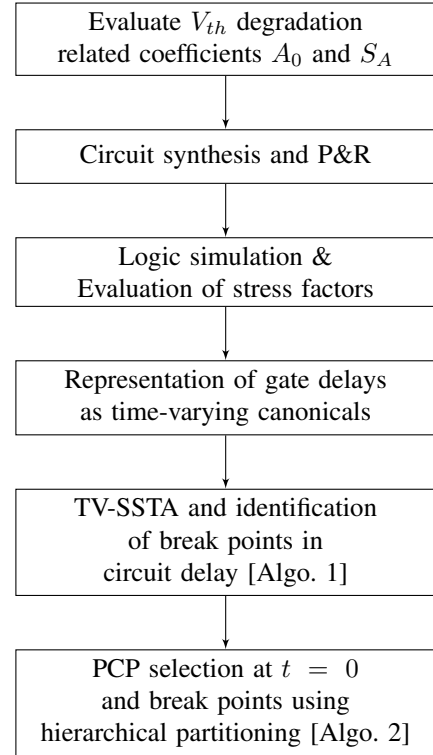 Evaluate V_th degradation
related coefficients A_0 and S_A
Circuit synthesis and P&R
Logic simulation &
Evaluation of stress factors
Representation of gate delays
as time-varying canonicals
TV-SSTA and identification
of break points in
circuit delay [Algo. 1]
PCP selection at t = 0
and break points using
hierarchical partitioning [Algo. 2]